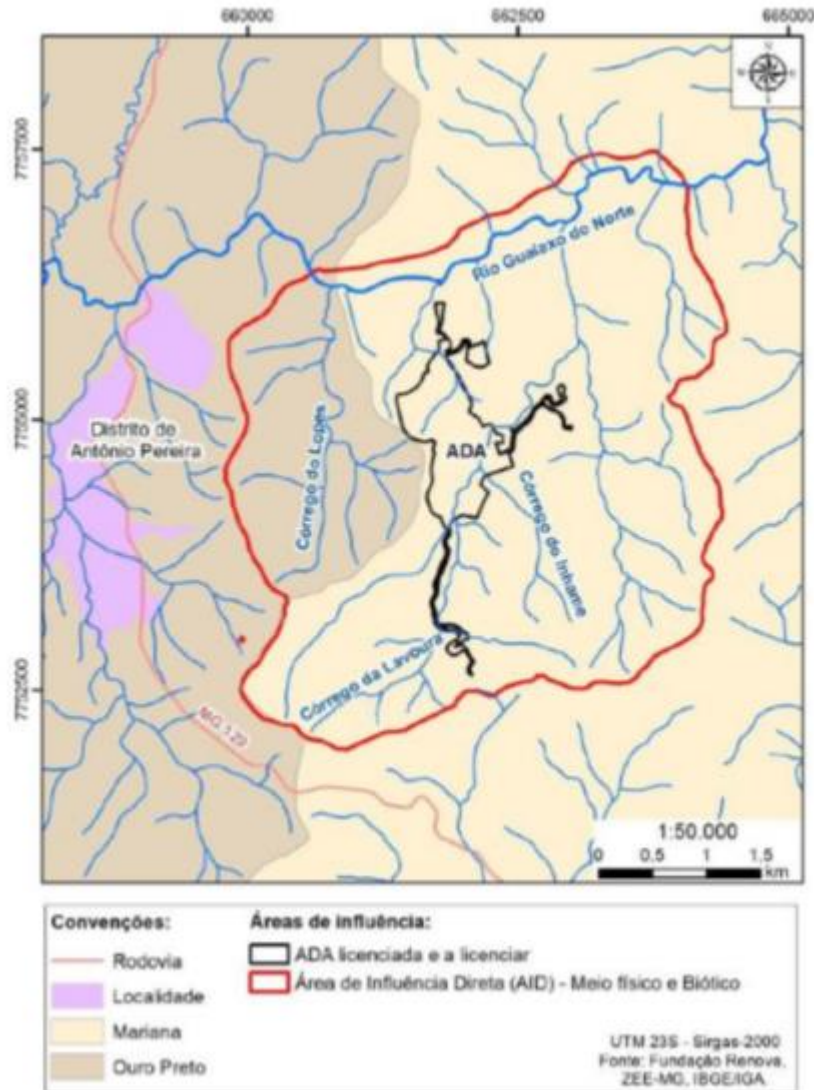 660000 662500 665000
N
7757500
Rio Gualaxo do Norte
7755000
Distrito de
Antônio Pereira
Córrego do Lopes
ADA
Córrego do Inhame
7752500
Córrego da Lavoura
MG 129
1:50.000
0 0,5 1 1,5
km
Convenções:
Rodovia
Localidade
Mariana
Ouro Preto
Áreas de influência:
ADA licenciada e a licenciar
Área de Influência Direta (AID) - Meio físico e Biótico
UTM 23S - Sirgas-2000
Fonte: Fundação Renova,
ZEE-MG, IBGE/IGA